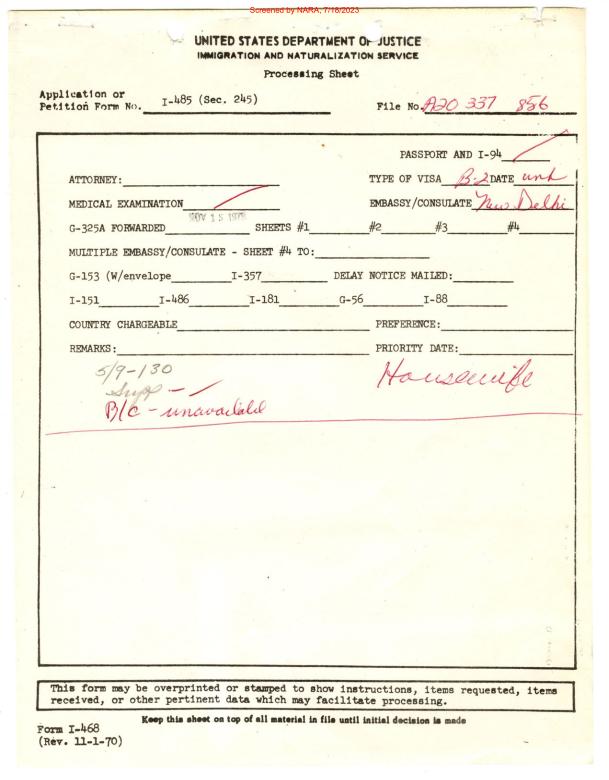 Screened by NARA, 7/18/2023
UNITED STATES DEPARTMENT OF JUSTICE
IMMIGRATION AND NATURALIZATION SERVICE
Processing Sheet
Application or
Petition Form No. I-485 (Sec. 245)
File No. A20 337 856
PASSPORT AND I-94
ATTORNEY:
TYPE OF VISA B-2 DATE
MEDICAL EXAMINATION
EMBASSY/CONSULATE New Delhi
NOV 15
G-325A FORWARDED SHEETS #1 #2 #3 #4
MULTIPLE EMBASSY/CONSULATE - SHEET #4 TO:
G-153 (W/envelope I-357 DELAY NOTICE MAILED:
I-151 I-486 I-181 G-56 I-88
COUNTRY CHARGEABLE PREFERENCE:
REMARKS: PRIORITY DATE:
5/9-130
Housewife
Supp -
B/C - unavailable
This form may be overprinted or stamped to show instructions, items requested, items
received, or other pertinent data which may facilitate processing.
Keep this sheet on top of all material in file until initial decision is made
Form I-468
(Rev. 11-1-70)